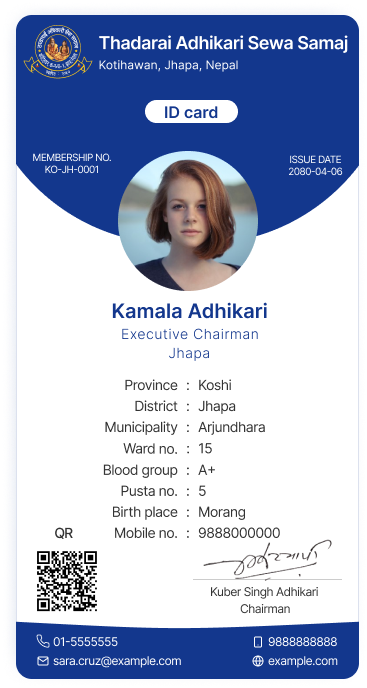 Thadarai Adhikari Sewa Samaj
Kotihawan, Jhapa, Nepal
ID card
MEMBERSHIP NO.
KO-JH-0001
ISSUE DATE
2080-04-06
Kamala Adhikari
Executive Chairman
Jhapa
Province : Koshi
District : Jhapa
Municipality : Arjundhara
Ward no. : 15
Blood group : A+
Pusta no. : 5
Birth place : Morang
Mobile no. : 9888000000
QR
Kuber Singh Adhikari
Chairman
01-5555555
9888888888
sara.cruz@example.com
example.com